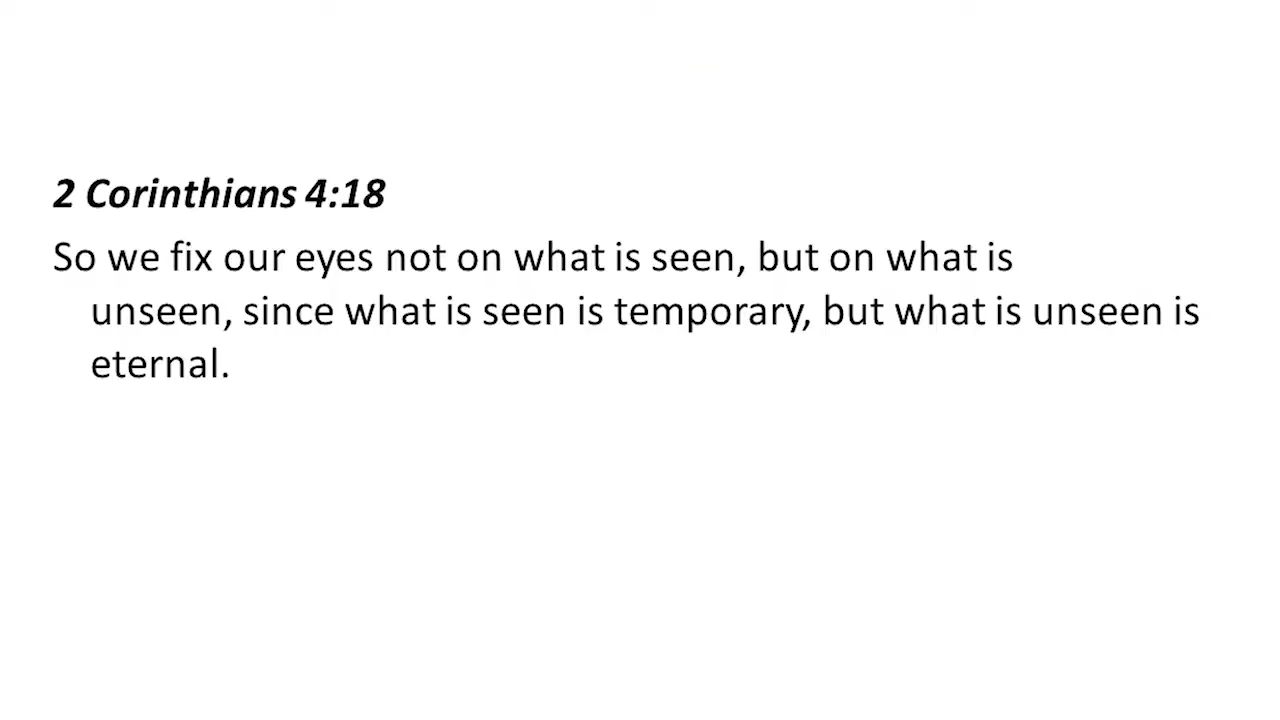 2 Corinthians 4:18
So we fix our eyes not on what is seen, but on what is
unseen, since what is seen is temporary, but what is unseen is
eternal.